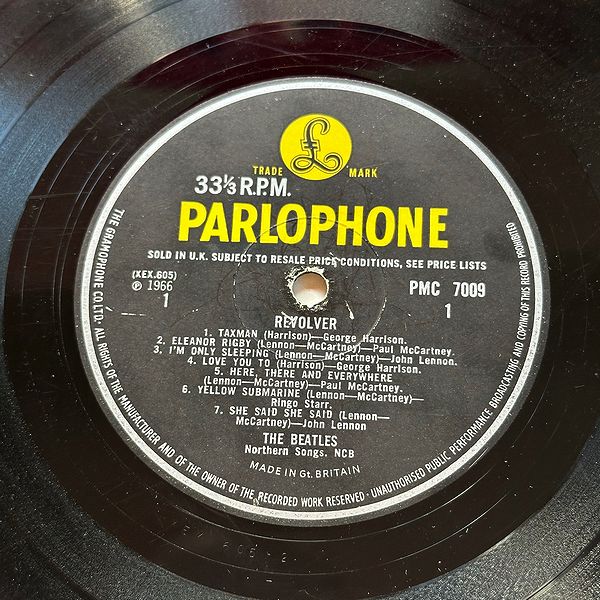 TRADE MARK
33⅓ R.P.M.
PARLOPHONE
SOLD IN U.K. SUBJECT TO RESALE PRICE CONDITIONS, SEE PRICE LISTS
(KEX.605)
℗ 1966
1
PMC 7009
1
REVOLVER
1. TAXMAN (Harrison)—George Harrison.
2. ELEANOR RIGBY (Lennon—McCartney)—Paul McCartney.
3. I'M ONLY SLEEPING (Lennon—McCartney)—John Lennon.
4. LOVE YOU TO (Harrison)—George Harrison.
5. HERE, THERE AND EVERYWHERE
(Lennon—McCartney)—Paul McCartney.
6. YELLOW SUBMARINE (Lennon—McCartney)—
Ringo Starr.
7. SHE SAID SHE SAID (Lennon—
McCartney)—John Lennon
THE BEATLES
Northern Songs. NCB
MADE IN Gt. BRITAIN
THE GRAMOPHONE CO. LTD. ALL RIGHTS OF THE MANUFACTURER AND OF THE OWNER OF THE RECORDED WORK RESERVED · UNAUTHORISED PUBLIC PERFORMANCE BROADCASTING AND COPYING OF THIS RECORD PROHIBITED